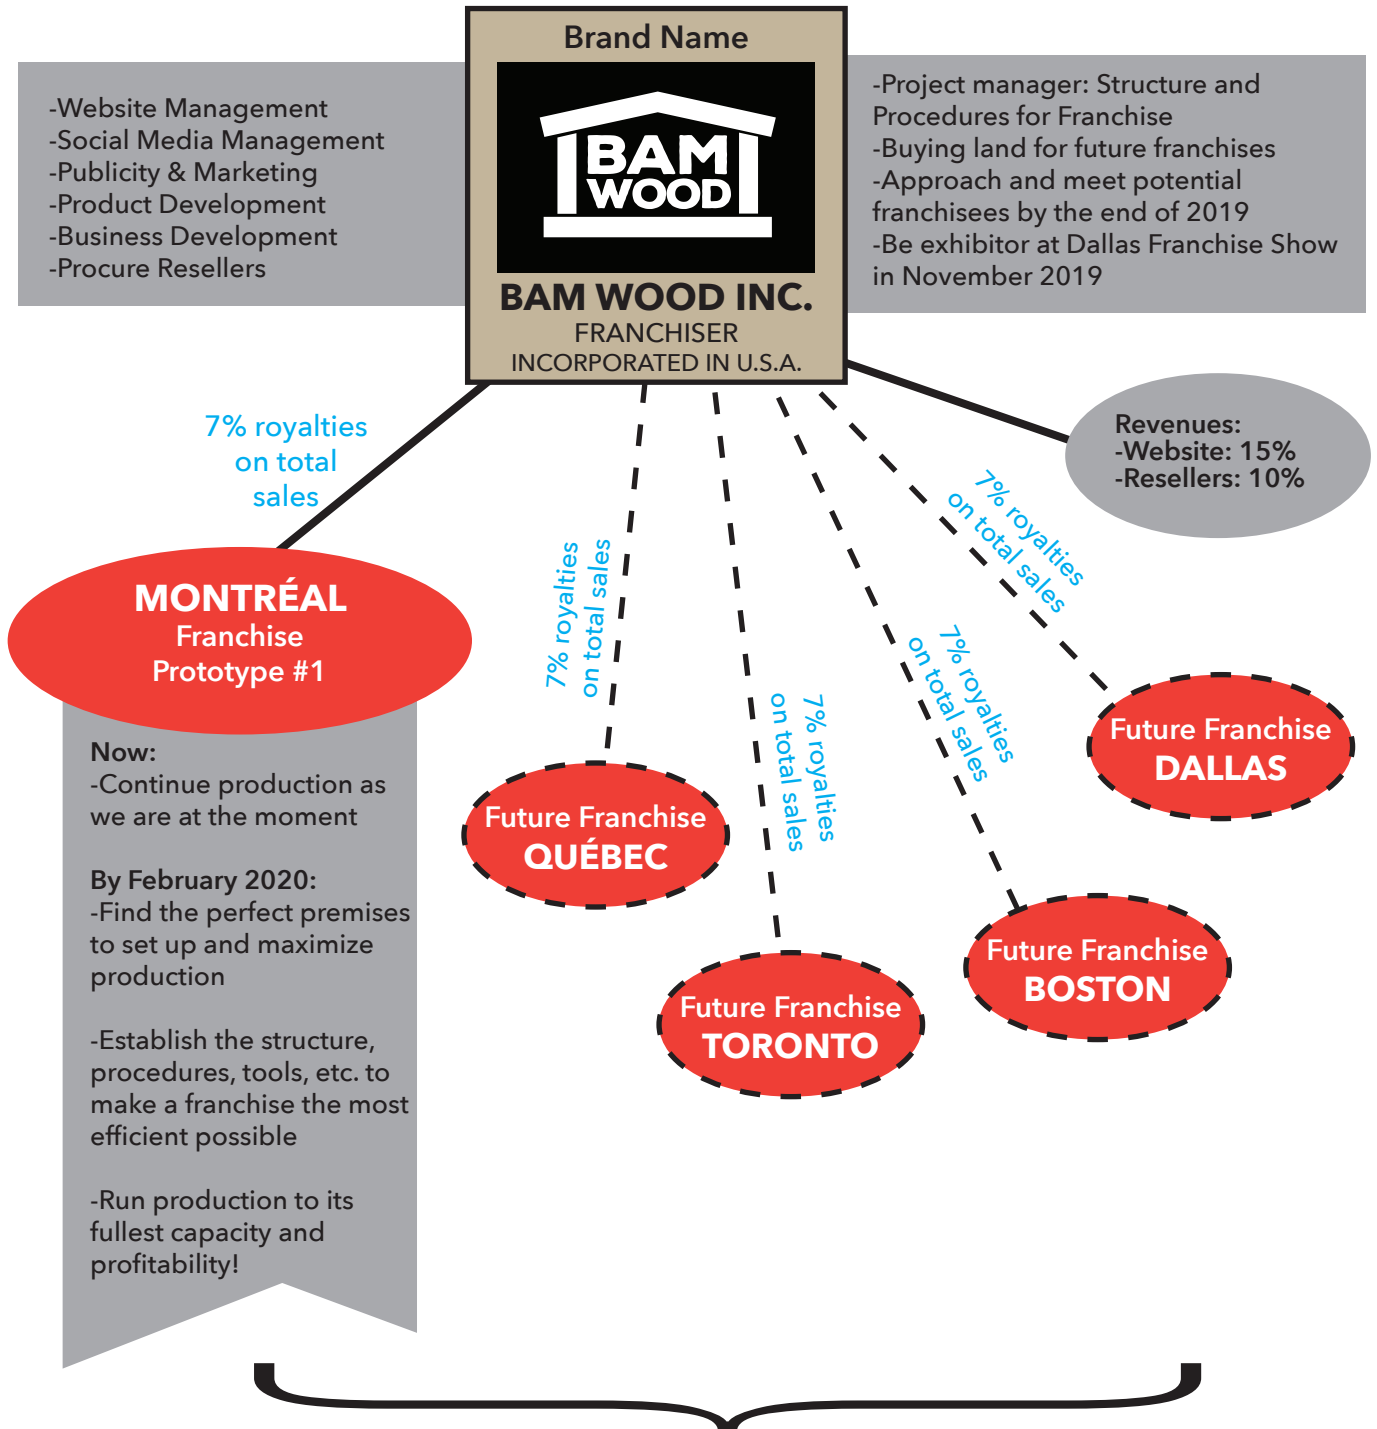 Brand Name
BAM
WOOD
BAM WOOD INC.
FRANCHISER
INCORPORATED IN U.S.A.
-Website Management
-Social Media Management
-Publicity & Marketing
-Product Development
-Business Development
-Procure Resellers
-Project manager: Structure and
Procedures for Franchise
-Buying land for future franchises
-Approach and meet potential
franchisees by the end of 2019
-Be exhibitor at Dallas Franchise Show
in November 2019
7% royalties
on total
sales
Revenues:
-Website: 15%
-Resellers: 10%
7% royalties
on total sales
7% royalties
on total sales
7% royalties
on total sales
7% royalties
on total sales
MONTRÉAL
Franchise
Prototype #1
Now:
-Continue production as
we are at the moment
By February 2020:
-Find the perfect premises
to set up and maximize
production
-Establish the structure,
procedures, tools, etc. to
make a franchise the most
efficient possible
-Run production to its
fullest capacity and
profitability!
Future Franchise
QUÉBEC
Future Franchise
TORONTO
Future Franchise
BOSTON
Future Franchise
DALLAS